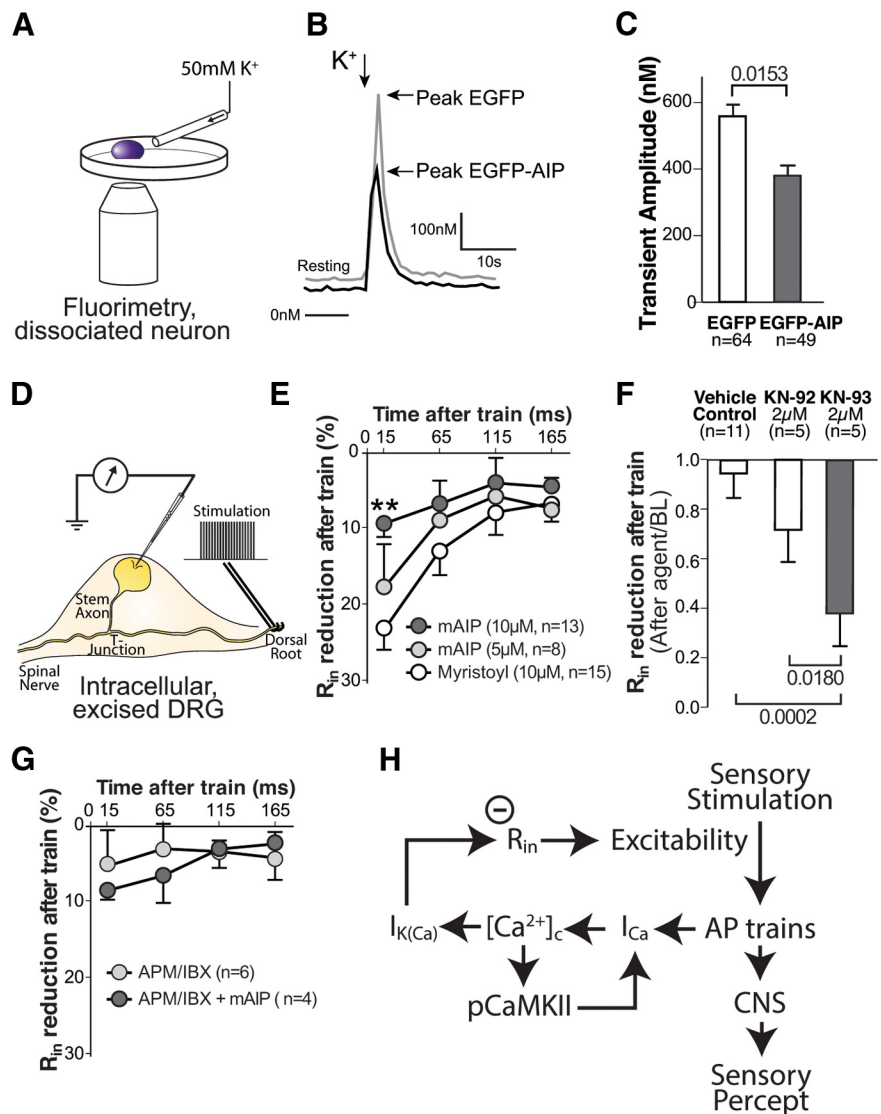 A
50mM K+
Fluorimetry,
dissociated neuron
B
K+
Peak EGFP
Peak EGFP-AIP
100nM
10s
Resting
0nM
C
Transient Amplitude (nM)
0.0153
600
400
200
0
EGFP EGFP-AIP
n=64 n=49
D
Stimulation
Stem
Axon
T-
Junction
Dorsal
Root
Spinal
Nerve
Intracellular,
excised DRG
E
Time after train (ms)
0 15 65 115 165
Rin reduction after train (%)
0
10
20
30
**
mAIP (10µM, n=13)
mAIP (5µM, n=8)
Myristoyl (10µM, n=15)
F
Vehicle KN-92 KN-93
Control 2µM 2µM
(n=11) (n=5) (n=5)
Rin reduction after train
(After agent/BL)
1.0
0.8
0.6
0.4
0.2
0.0
0.0180
0.0002
G
Time after train (ms)
0 15 65 115 165
Rin reduction after train (%)
0
10
20
30
APM/IBX (n=6)
APM/IBX + mAIP ( n=4)
H
Sensory
Stimulation
−
Rin Excitability
IK(Ca) [Ca2+]c ICa AP trains
pCaMKII CNS
Sensory
Percept